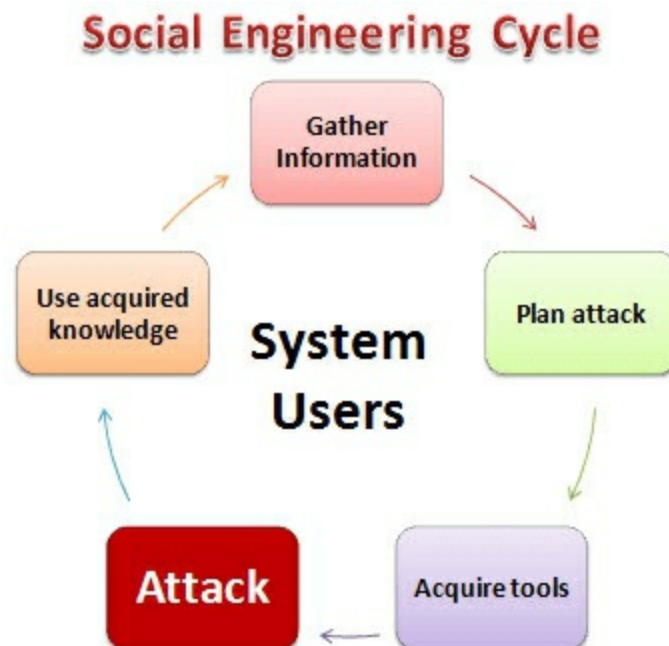 Social Engineering Cycle
Gather
Information
Plan attack
Acquire tools
Attack
Use acquired
knowledge
System
Users